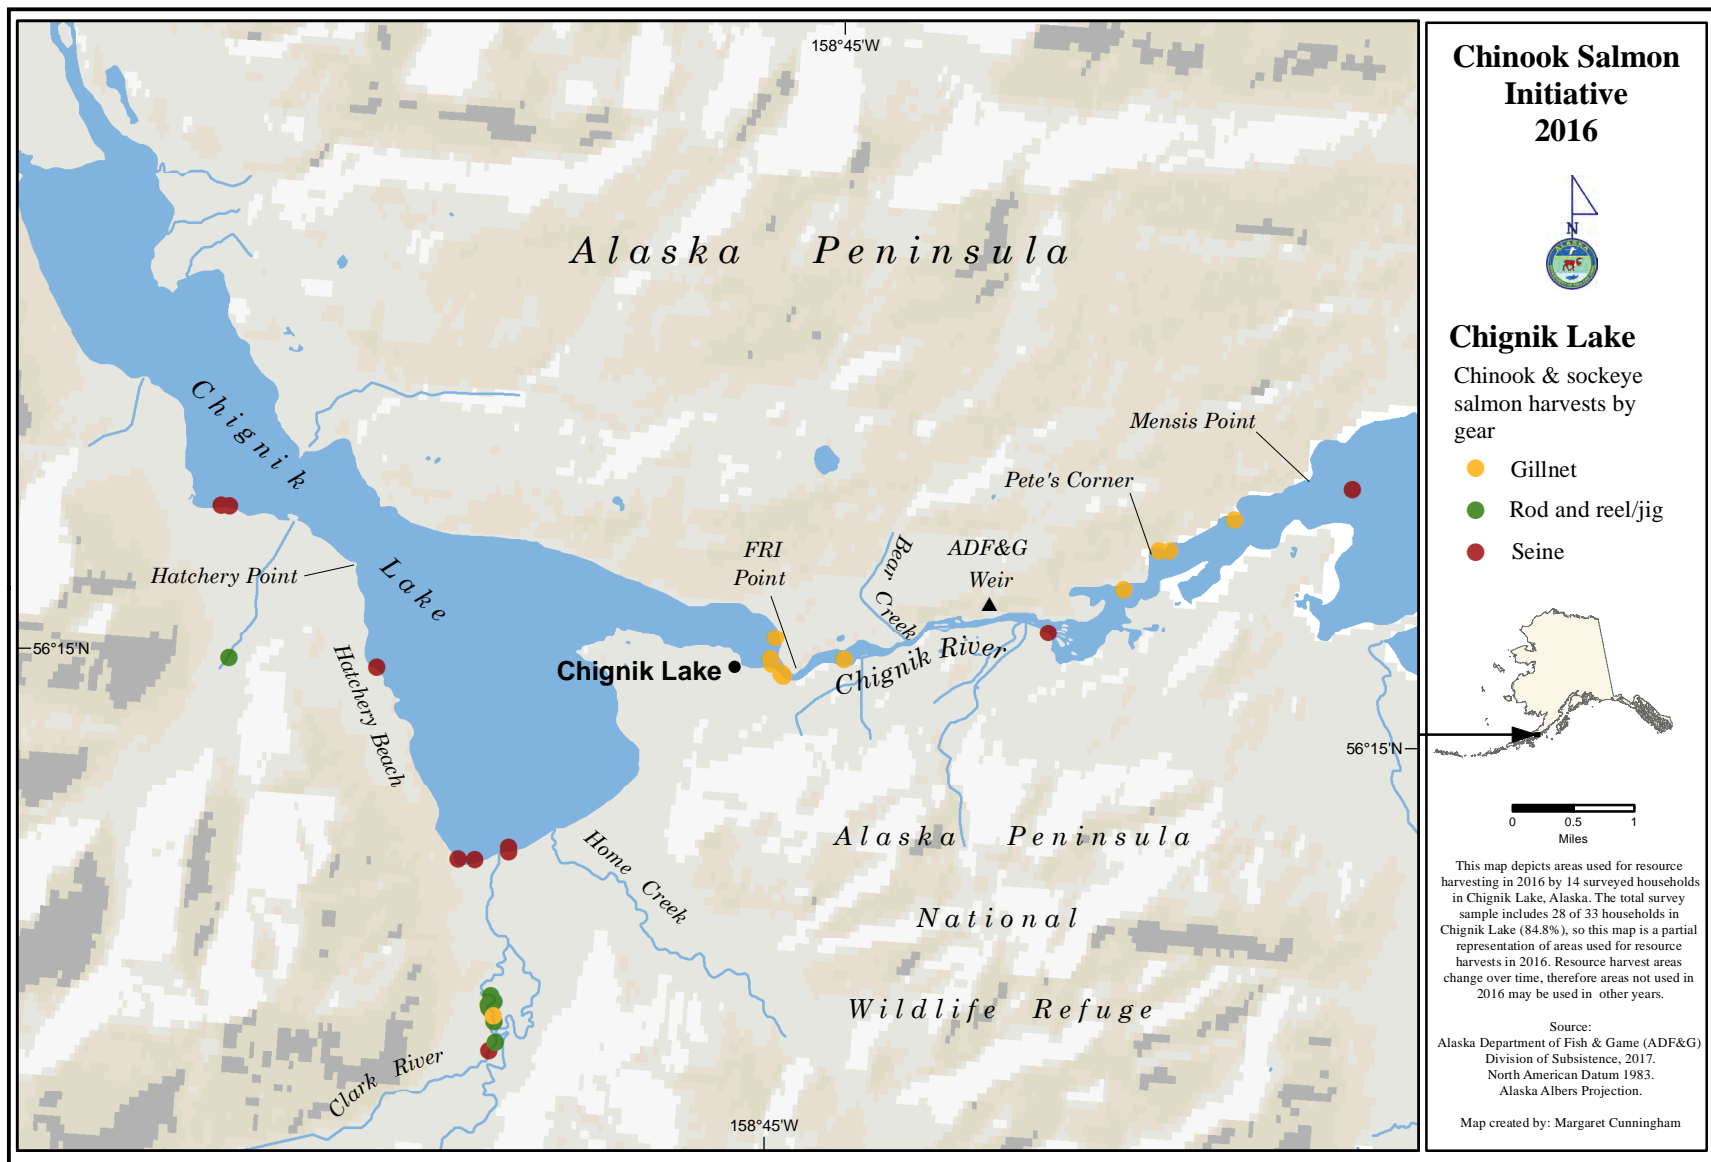 158°45'W
Alaska Peninsula
Chignik
Lake
Mensis Point
Pete's Corner
Bear
Creek
ADF&G
Weir
FRI
Point
Hatchery Point
56°15'N
Hatchery Beach
Chignik Lake
Chignik River
56°15'N
Alaska Peninsula
National
Wildlife Refuge
Home Creek
Clark River
158°45'W
Chinook Salmon
Initiative
2016
N
ALASKA
Chignik Lake
Chinook & sockeye
salmon harvests by
gear
Gillnet
Rod and reel/jig
Seine
0 0.5 1
Miles
This map depicts areas used for resource
harvesting in 2016 by 14 surveyed households
in Chignik Lake, Alaska. The total survey
sample includes 28 of 33 households in
Chignik Lake (84.8%), so this map is a partial
representation of areas used for resource
harvests in 2016. Resource harvest areas
change over time, therefore areas not used in
2016 may be used in other years.
Source:
Alaska Department of Fish & Game (ADF&G)
Division of Subsistence, 2017.
North American Datum 1983.
Alaska Albers Projection.
Map created by: Margaret Cunningham